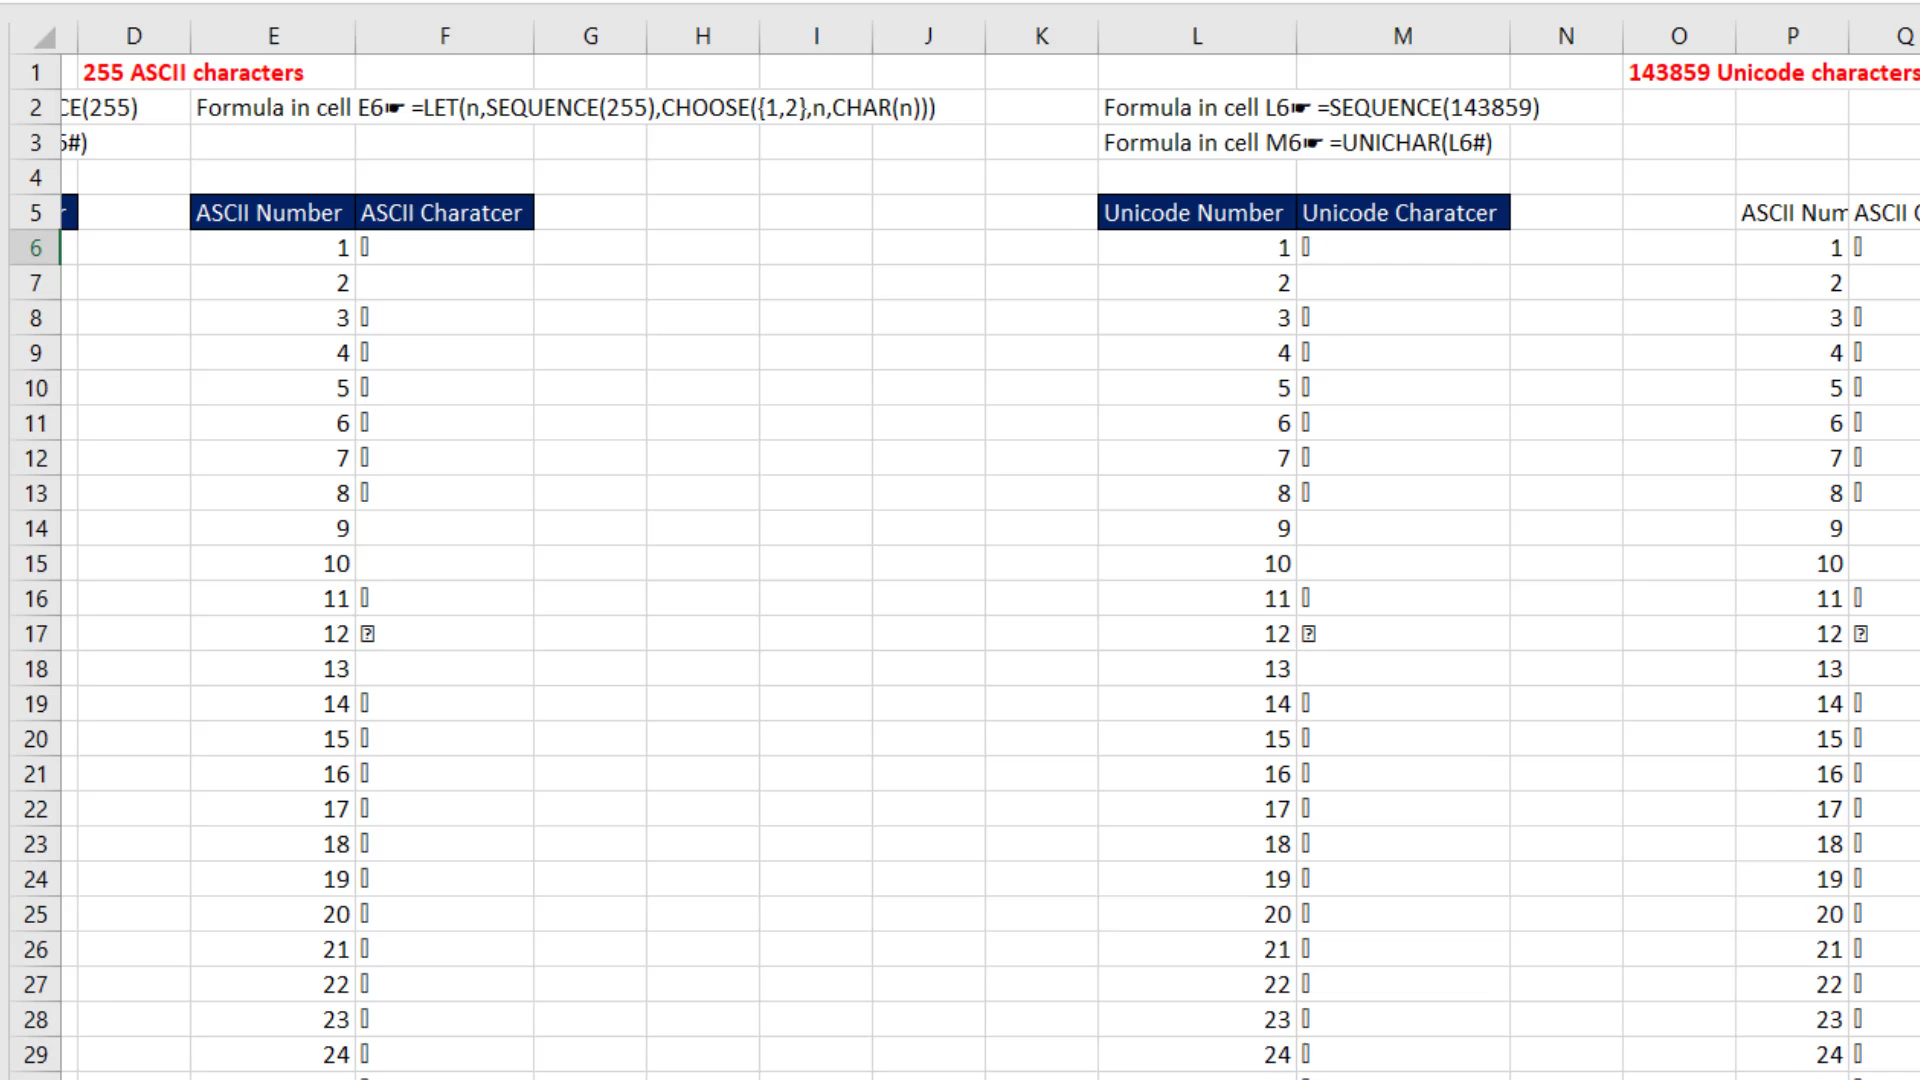 D E F G H I J K L M N O P Q
1 255 ASCII characters 143859 Unicode characters
2 CE(255) Formula in cell E6☛ =LET(n,SEQUENCE(255),CHOOSE({1,2},n,CHAR(n))) Formula in cell L6☛ =SEQUENCE(143859)
3 6#) Formula in cell M6☛ =UNICHAR(L6#)
4
5 r ASCII Number ASCII Charatcer Unicode Number Unicode Charatcer ASCII Num ASCII C
6 1 1 1
7 2 2 2
8 3 3 3
9 4 4 4
10 5 5 5
11 6 6 6
12 7 7 7
13 8 8 8
14 9 9 9
15 10 10 10
16 11 11 11
17 12 ? 12 ? 12 ?
18 13 13 13
19 14 14 14
20 15 15 15
21 16 16 16
22 17 17 17
23 18 18 18
24 19 19 19
25 20 20 20
26 21 21 21
27 22 22 22
28 23 23 23
29 24 24 24